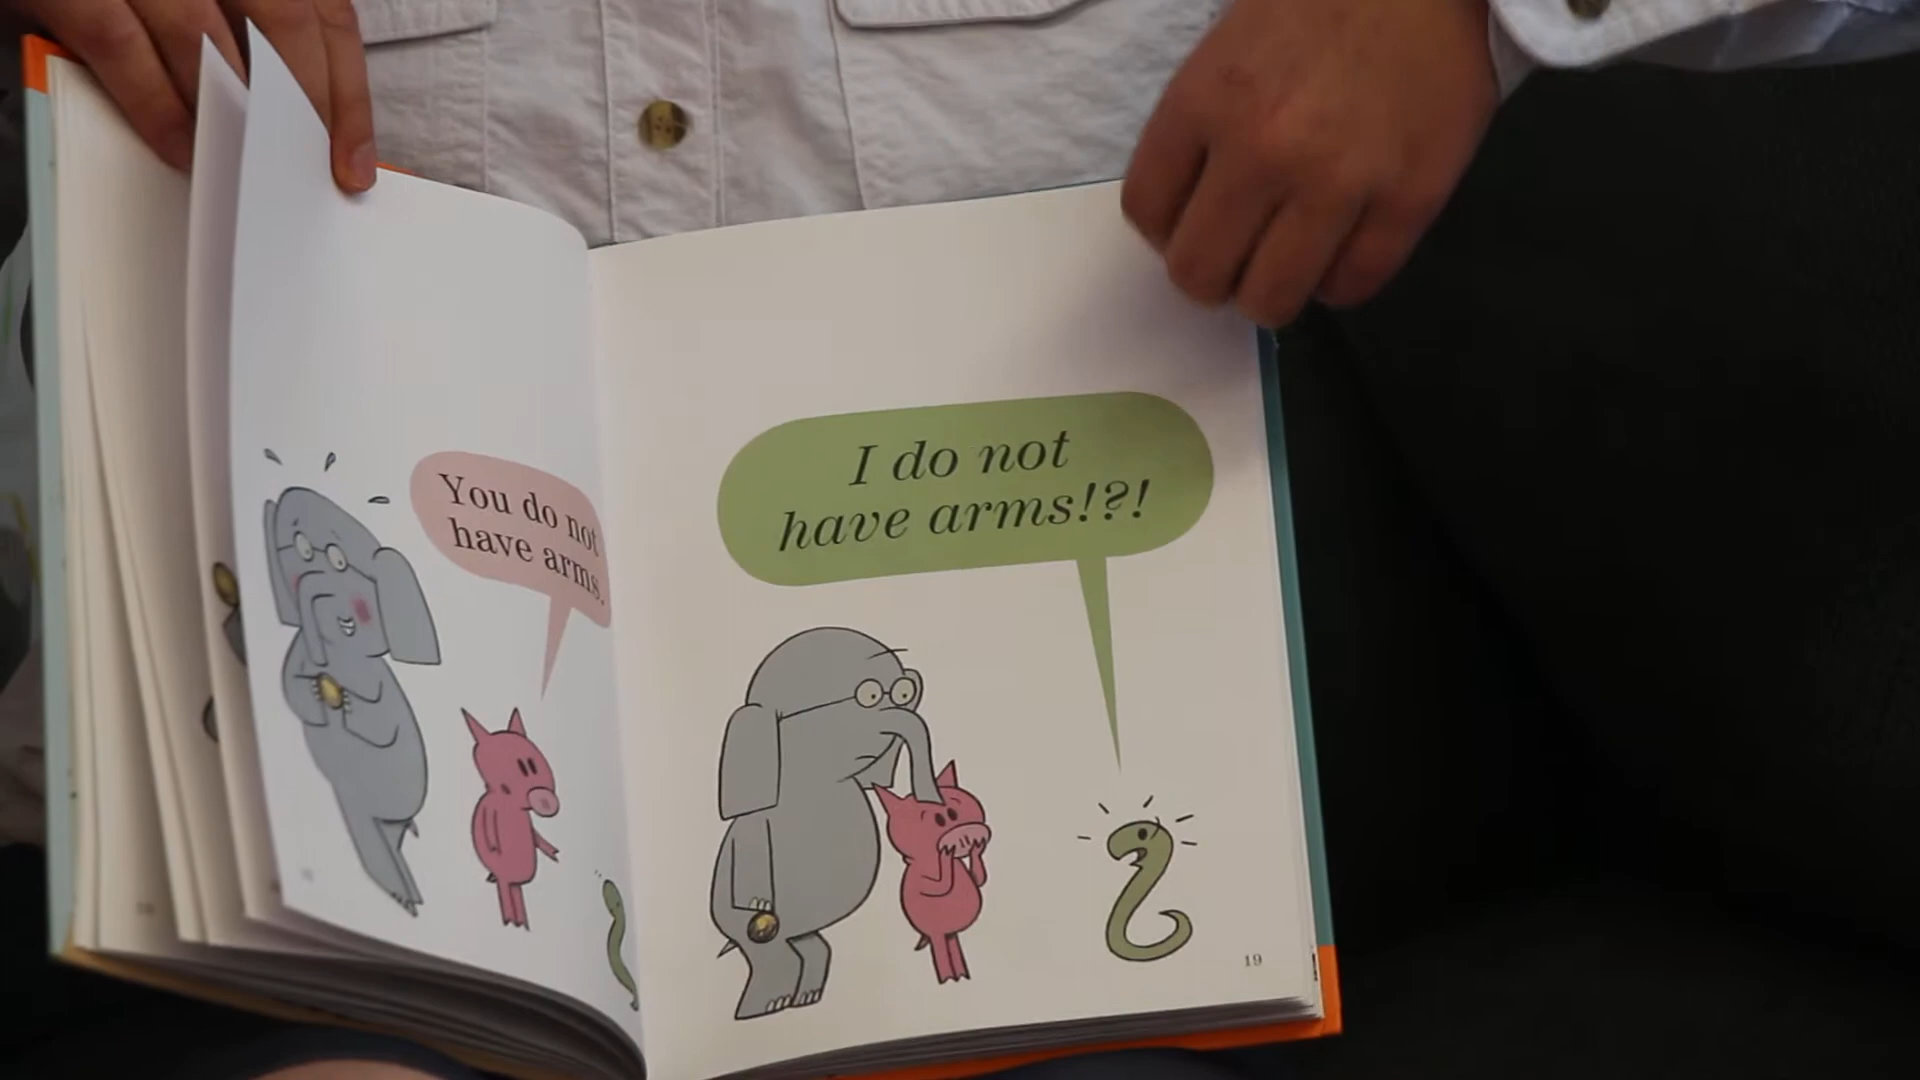 You do not
have arms.
I do not
have arms!?!
19